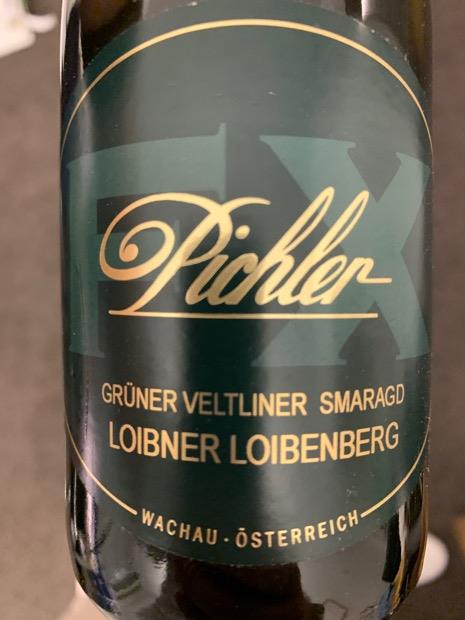 FX
Pichler
GRÜNER VELTLINER SMARAGD
LOIBNER LOIBENBERG
WACHAU · ÖSTERREICH